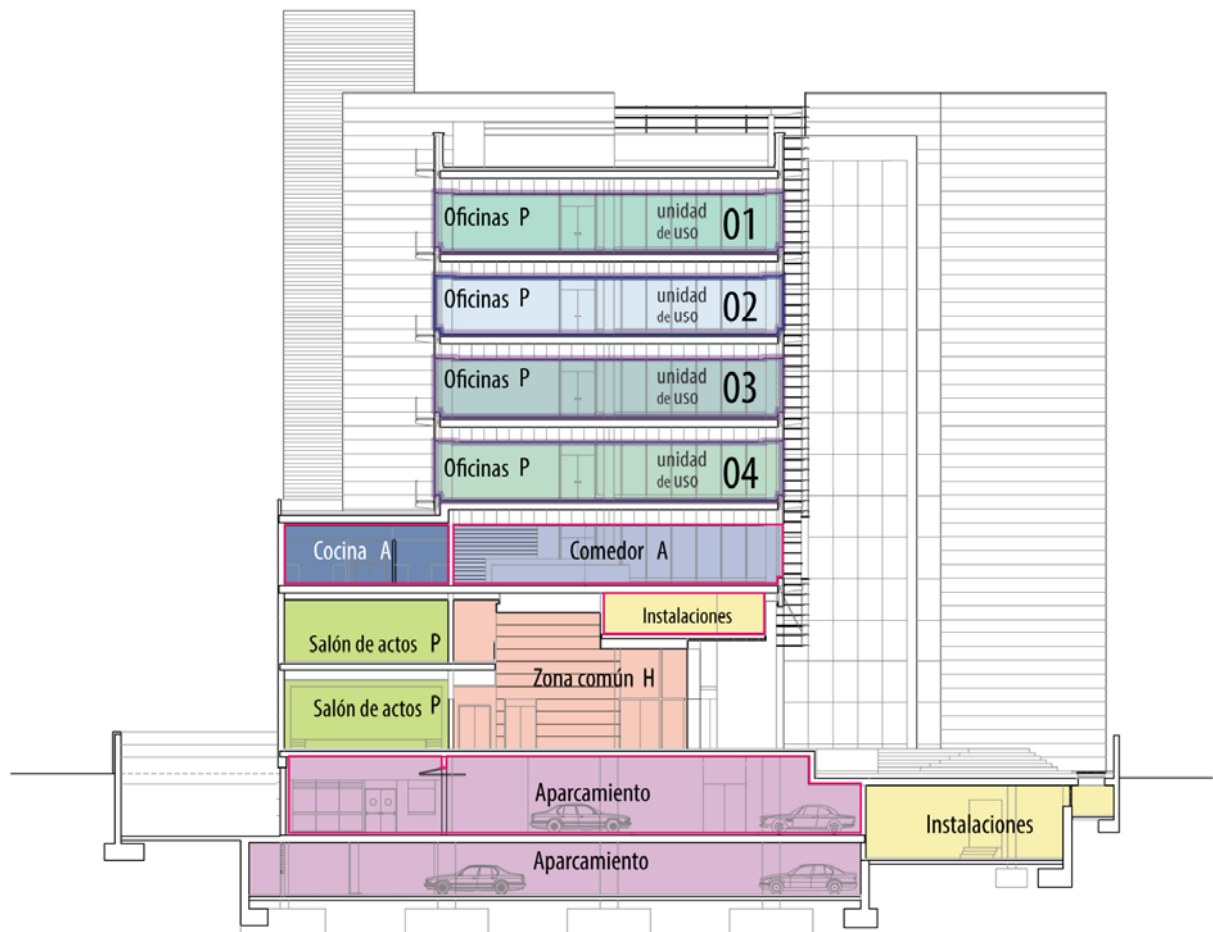 Oficinas P unidad de uso 01
Oficinas P unidad de uso 02
Oficinas P unidad de uso 03
Oficinas P unidad de uso 04
Cocina A
Comedor A
Instalaciones
Salón de actos P
Zona común H
Salón de actos P
Aparcamiento
Instalaciones
Aparcamiento